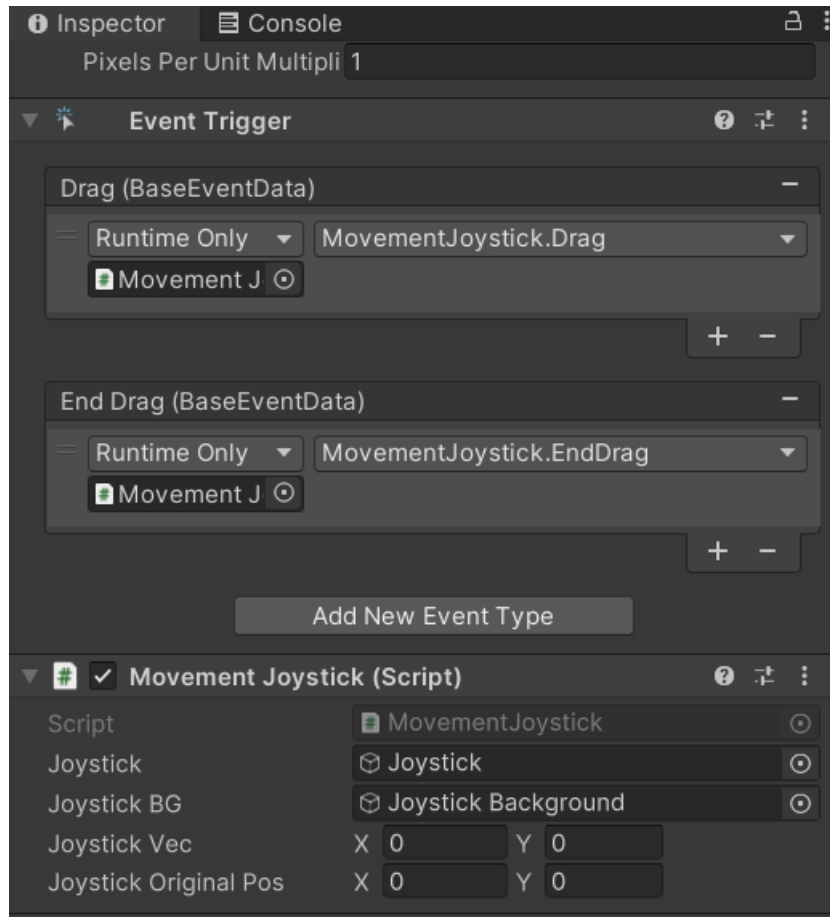 Inspector Console
Pixels Per Unit Multipli 1
Event Trigger
Drag (BaseEventData)
Runtime Only MovementJoystick.Drag
Movement J
End Drag (BaseEventData)
Runtime Only MovementJoystick.EndDrag
Movement J
Add New Event Type
Movement Joystick (Script)
Script MovementJoystick
Joystick Joystick
Joystick BG Joystick Background
Joystick Vec X 0 Y 0
Joystick Original Pos X 0 Y 0